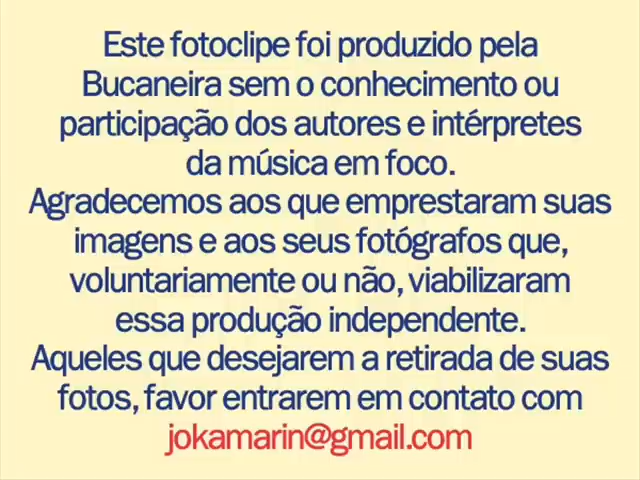 Este fotoclipe foi produzido pela
Bucaneira sem o conhecimento ou
participação dos autores e intérpretes
da música em foco.
Agradecemos aos que emprestaram suas
imagens e aos seus fotógrafos que,
voluntariamente ou não, viabilizaram
essa produção independente.
Aqueles que desejarem a retirada de suas
fotos, favor entrarem em contato com
jokamarin@gmail.com